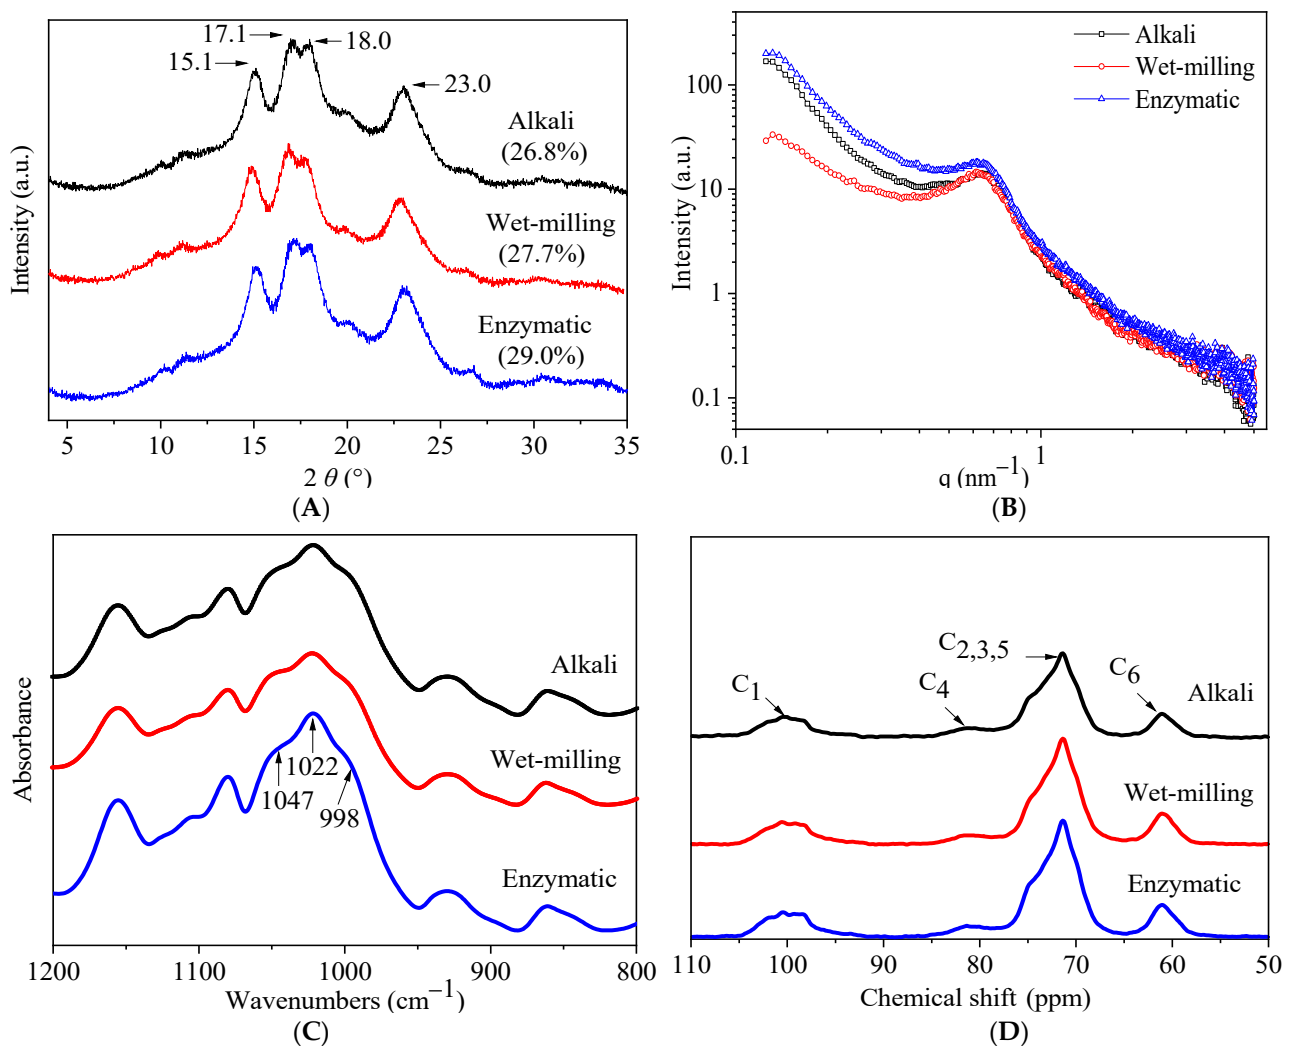 17.1
18.0
15.1
23.0
Alkali
(26.8%)
Wet-milling
(27.7%)
Enzymatic
(29.0%)
Intensity (a.u.)
5 10 15 20 25 30 35
2 θ (°)
(A)
Alkali
Wet-milling
Enzymatic
100
10
1
0.1
Intensity (a.u.)
0.1 1
q (nm⁻¹)
(B)
Alkali
Wet-milling
1022
1047
998
Enzymatic
Absorbance
1200 1100 1000 900 800
Wavenumbers (cm⁻¹)
(C)
C2,3,5
C1
C4
C6
Alkali
Wet-milling
Enzymatic
110 100 90 80 70 60 50
Chemical shift (ppm)
(D)